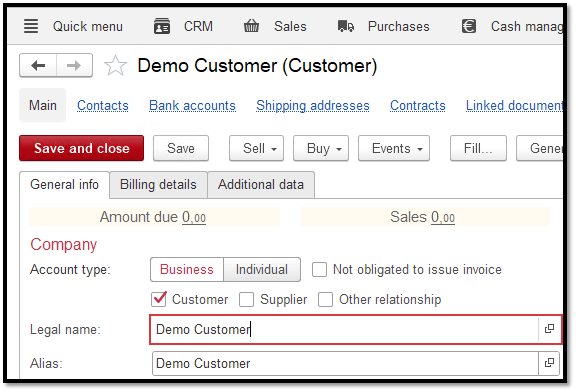 Quick menu CRM Sales Purchases Cash manag
Demo Customer (Customer)
Main Contacts Bank accounts Shipping addresses Contracts Linked document
Save and close Save Sell Buy Events Fill... Gener
General info Billing details Additional data
Amount due 0,00 Sales 0,00
Company
Account type: Business Individual Not obligated to issue invoice
Customer Supplier Other relationship
Legal name: Demo Customer
Alias: Demo Customer